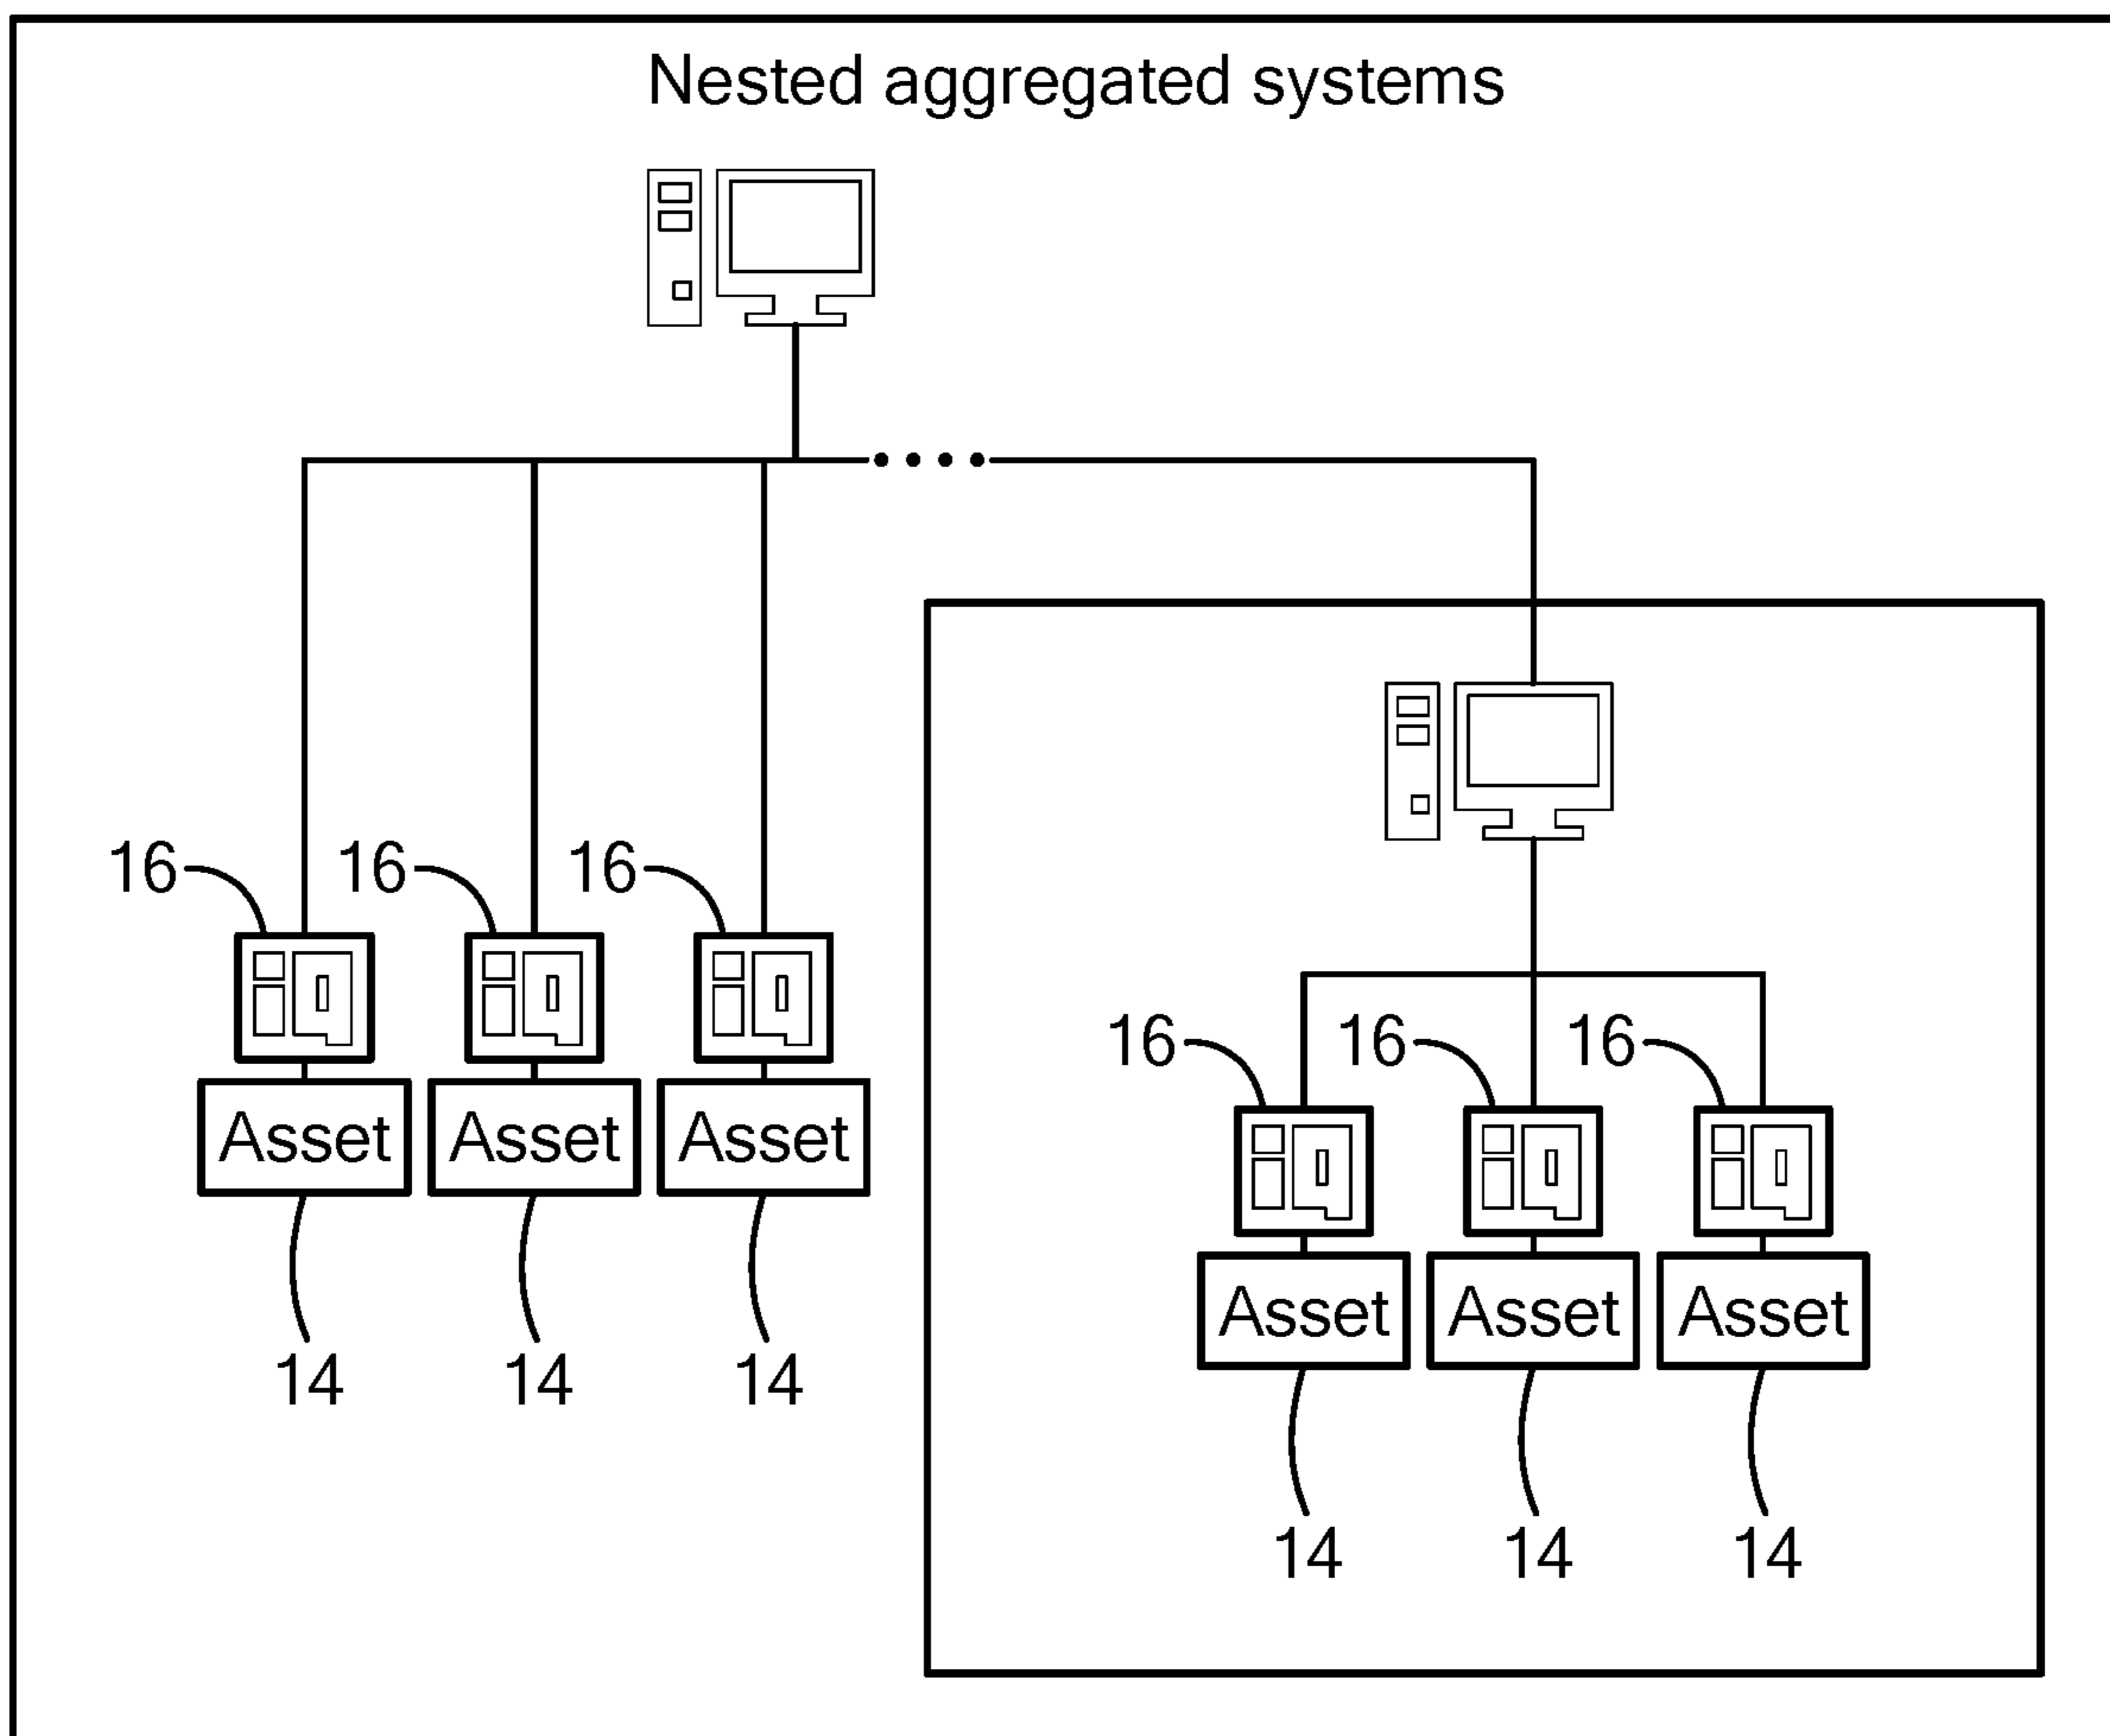 Nested aggregated systems
16 16 16
Asset Asset Asset
14 14 14
16 16 16
Asset Asset Asset
14 14 14